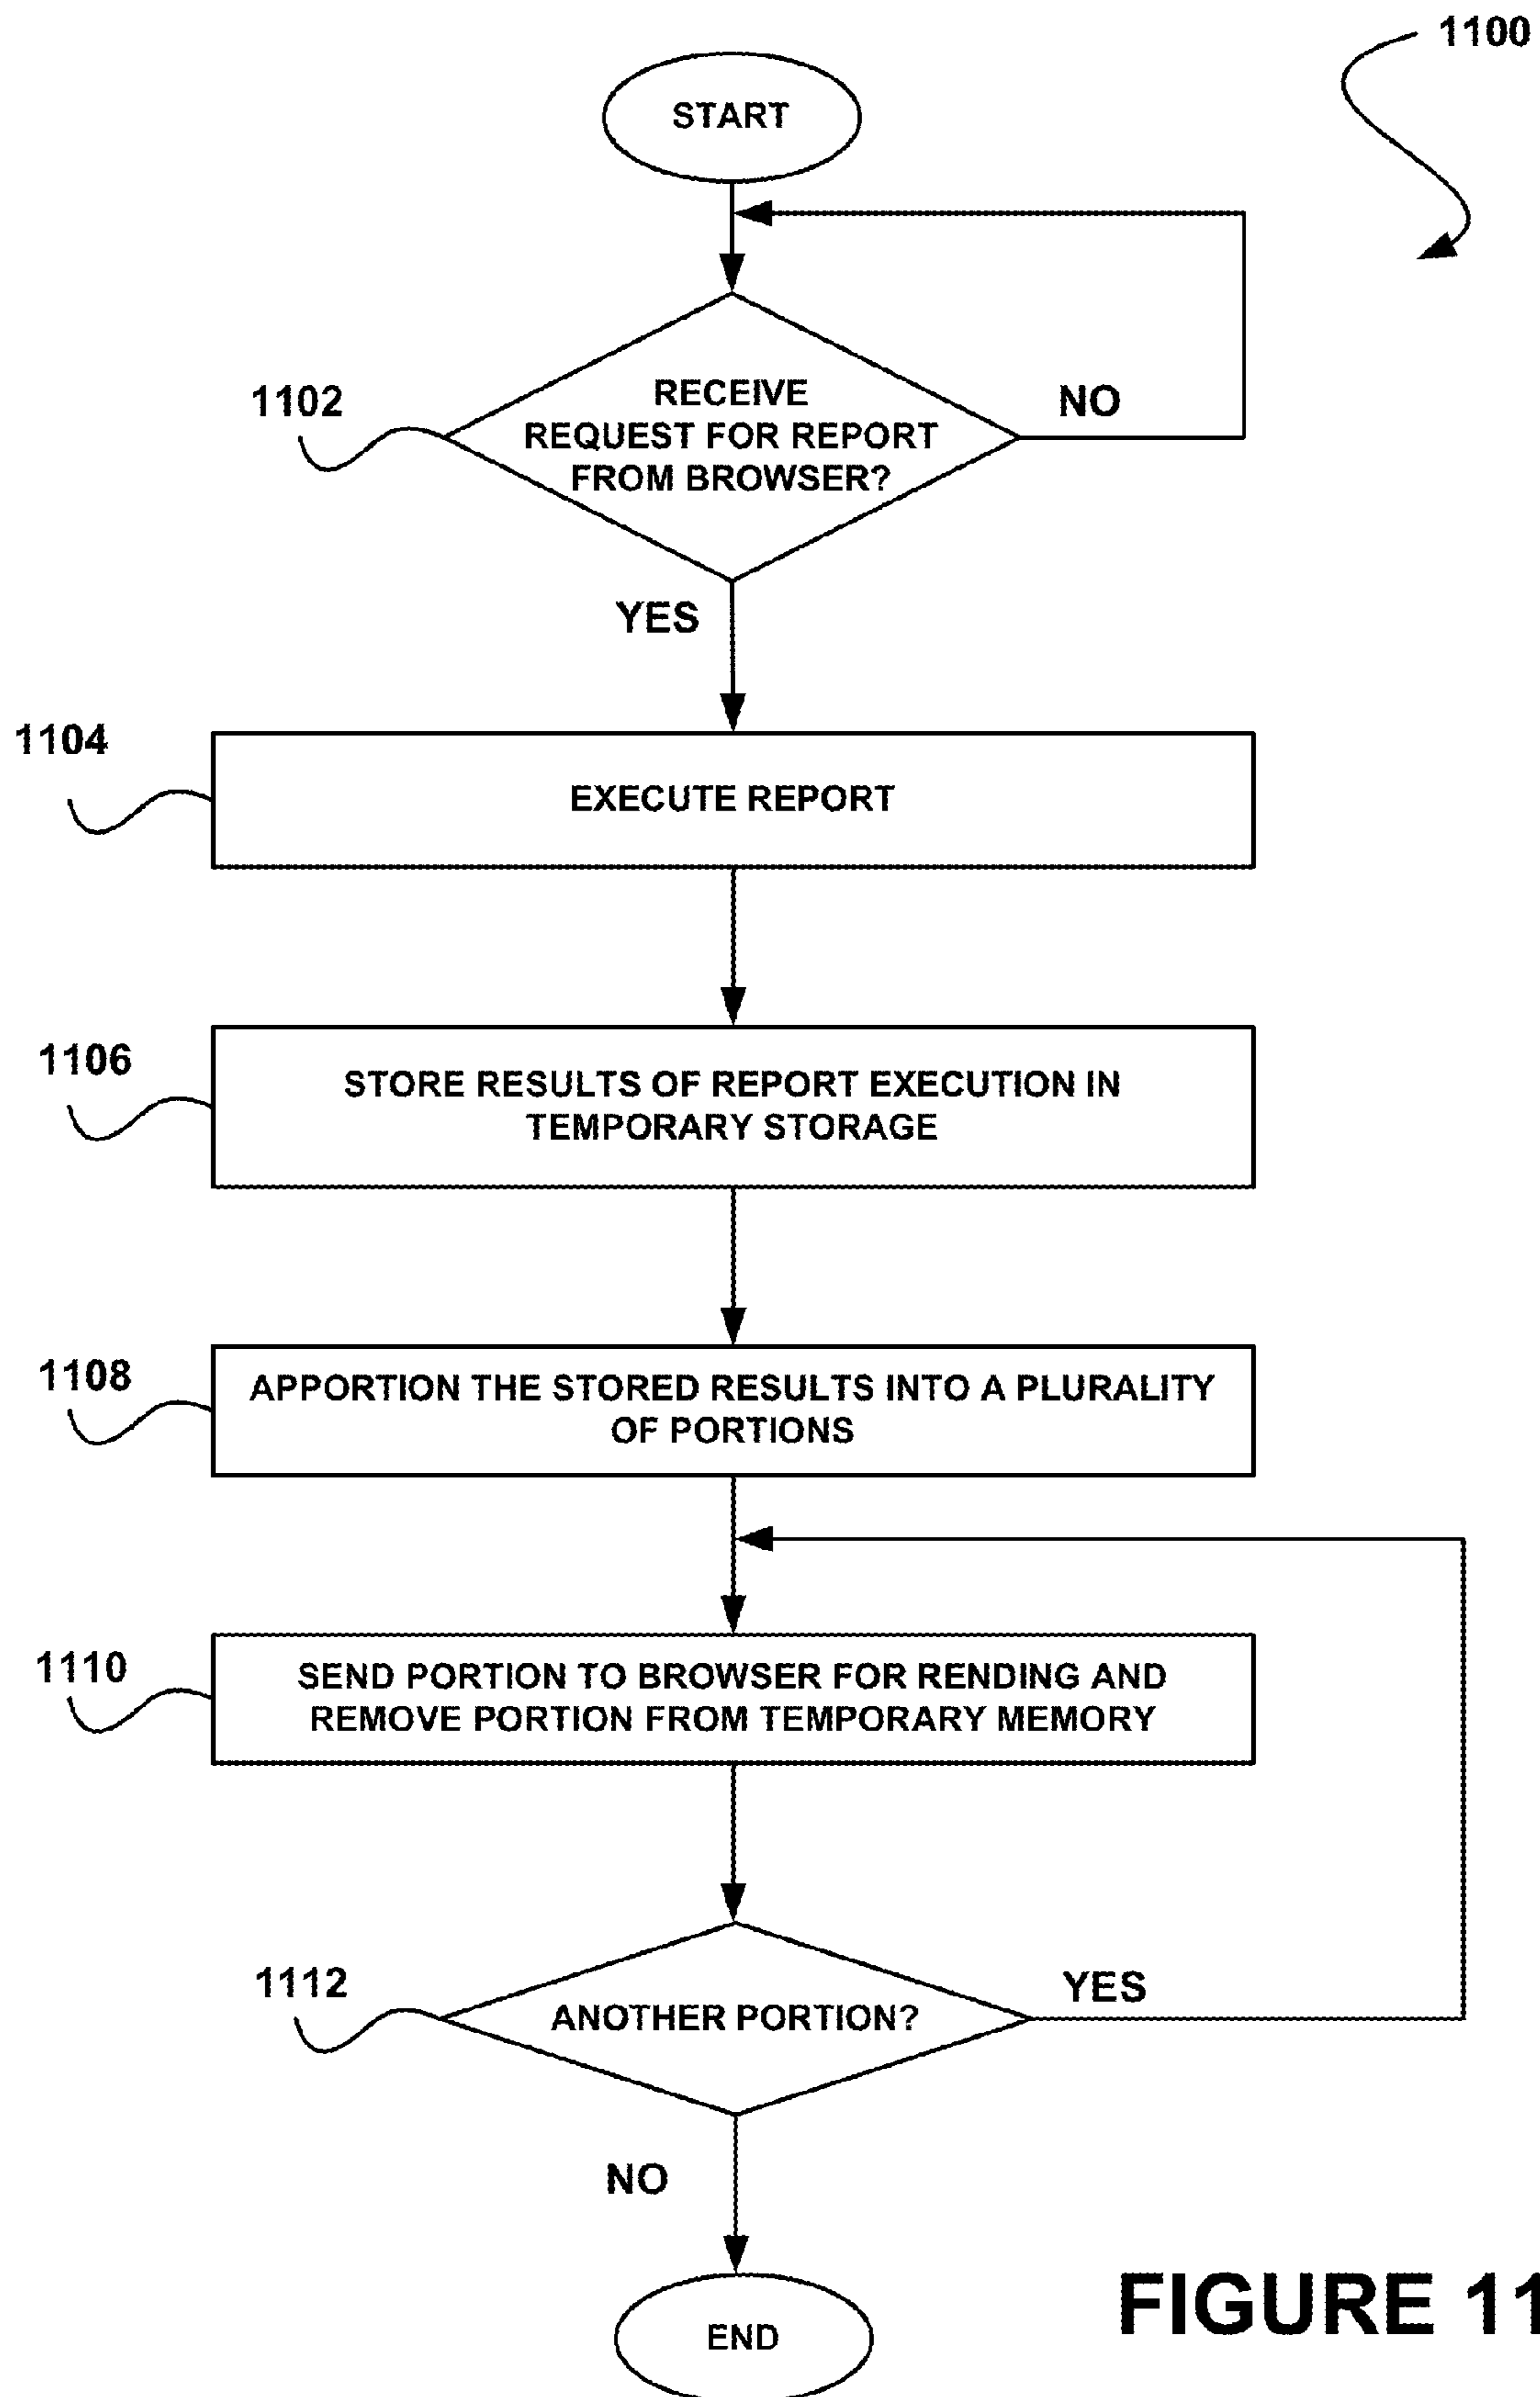 1100
START
1102
RECEIVE
REQUEST FOR REPORT
FROM BROWSER?
NO
YES
1104
EXECUTE REPORT
1106
STORE RESULTS OF REPORT EXECUTION IN
TEMPORARY STORAGE
1108
APPORTION THE STORED RESULTS INTO A PLURALITY
OF PORTIONS
1110
SEND PORTION TO BROWSER FOR RENDING AND
REMOVE PORTION FROM TEMPORARY MEMORY
1112
ANOTHER PORTION?
YES
NO
END
FIGURE 11